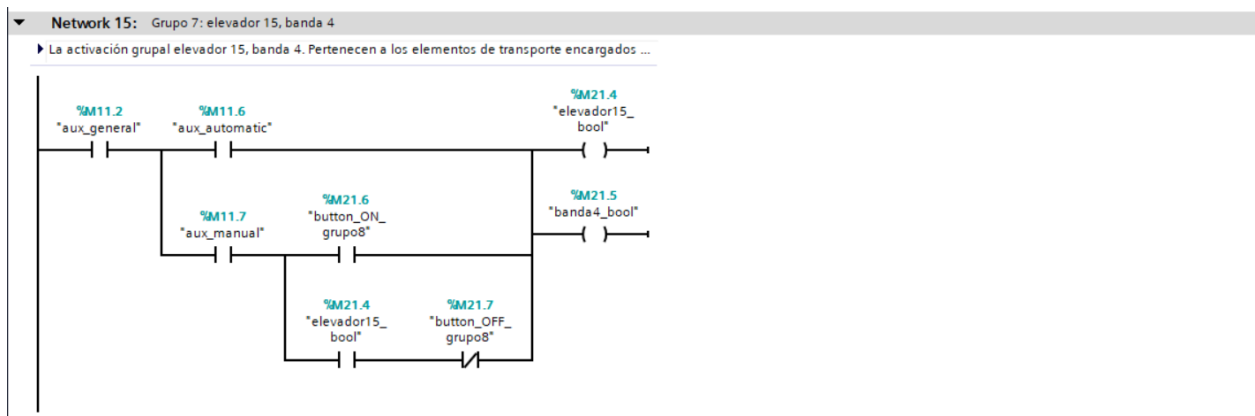 Network 15: Grupo 7: elevador 15, banda 4
La activación grupal elevador 15, banda 4. Pertenecen a los elementos de transporte encargados ...
%M11.2
"aux_general"
%M11.6
"aux_automatic"
%M21.4
"elevador15_
bool"
%M21.5
"banda4_bool"
%M11.7
"aux_manual"
%M21.6
"button_ON_
grupo8"
%M21.4
"elevador15_
bool"
%M21.7
"button_OFF_
grupo8"